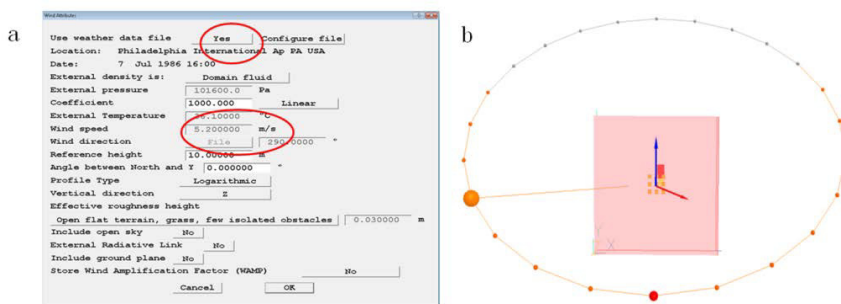 a
Wind Attributes
Use weather data file Yes Configure file
Location: Philadelphia International Ap PA USA
Date: 7 Jul 1986 16:00
External density is: Domain fluid
External pressure 101600.0 Pa
Coefficient 1000.000 Linear
External Temperature 36.10000 °C
Wind speed 5.200000 m/s
Wind direction File 290.0000 °
Reference height 10.00000 m
Angle between North and Y 0.000000 °
Profile Type Logarithmic
Vertical direction Z
Effective roughness height
Open flat terrain, grass, few isolated obstacles 0.030000 m
Include open sky No
External Radiative Link No
Include ground plane No
Store Wind Amplification Factor (WAMP) No
Cancel OK
b
Y
X